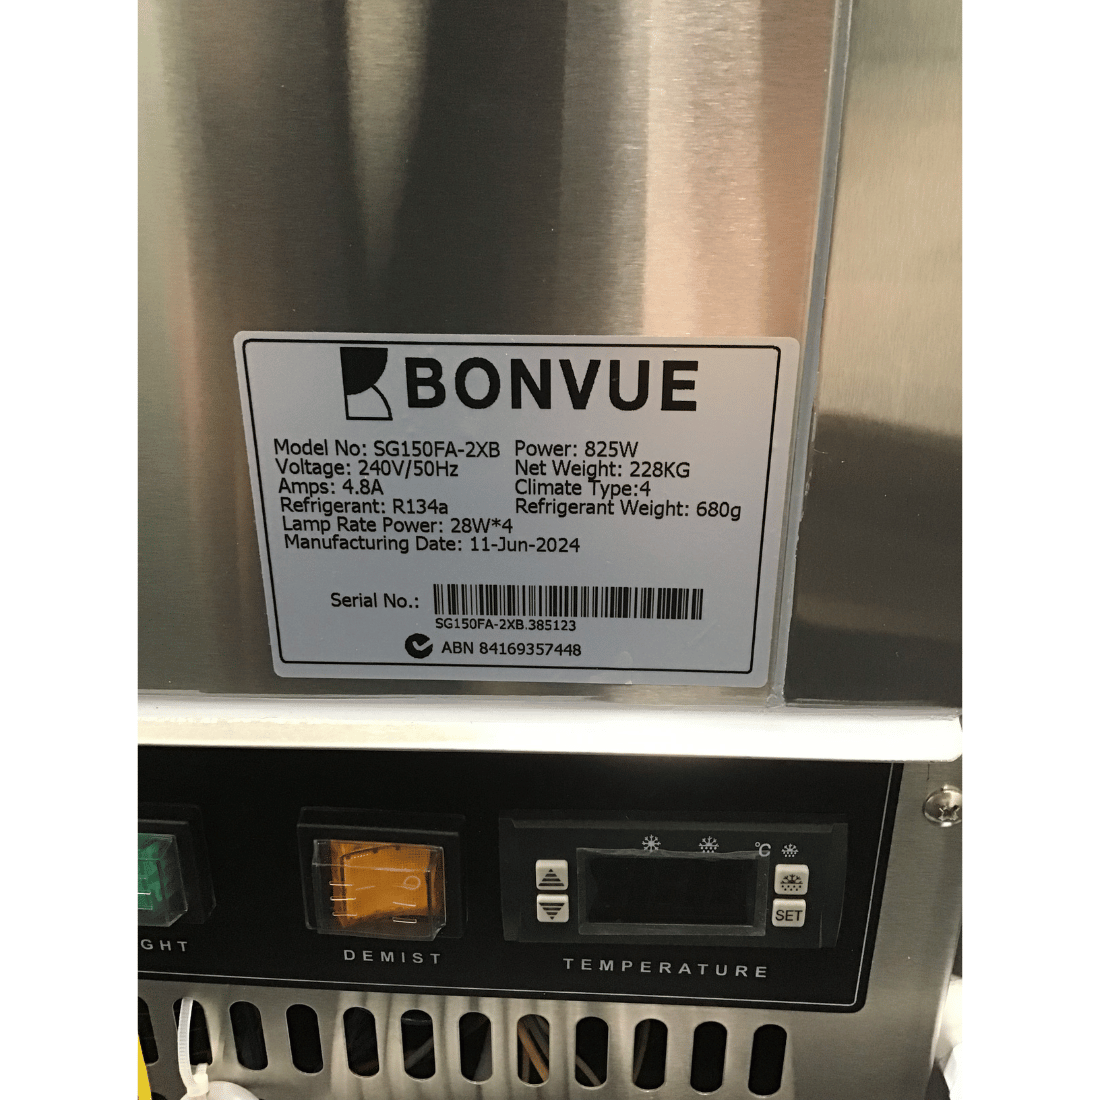 BONVUE
Model No: SG150FA-2XB Power: 825W
Voltage: 240V/50Hz Net Weight: 228KG
Amps: 4.8A Climate Type:4
Refrigerant: R134a Refrigerant Weight: 680g
Lamp Rate Power: 28W*4
Manufacturing Date: 11-Jun-2024
Serial No.:
SG150FA-2XB.385123
ABN 84169357448
°C
SET
GHT
DEMIST
TEMPERATURE